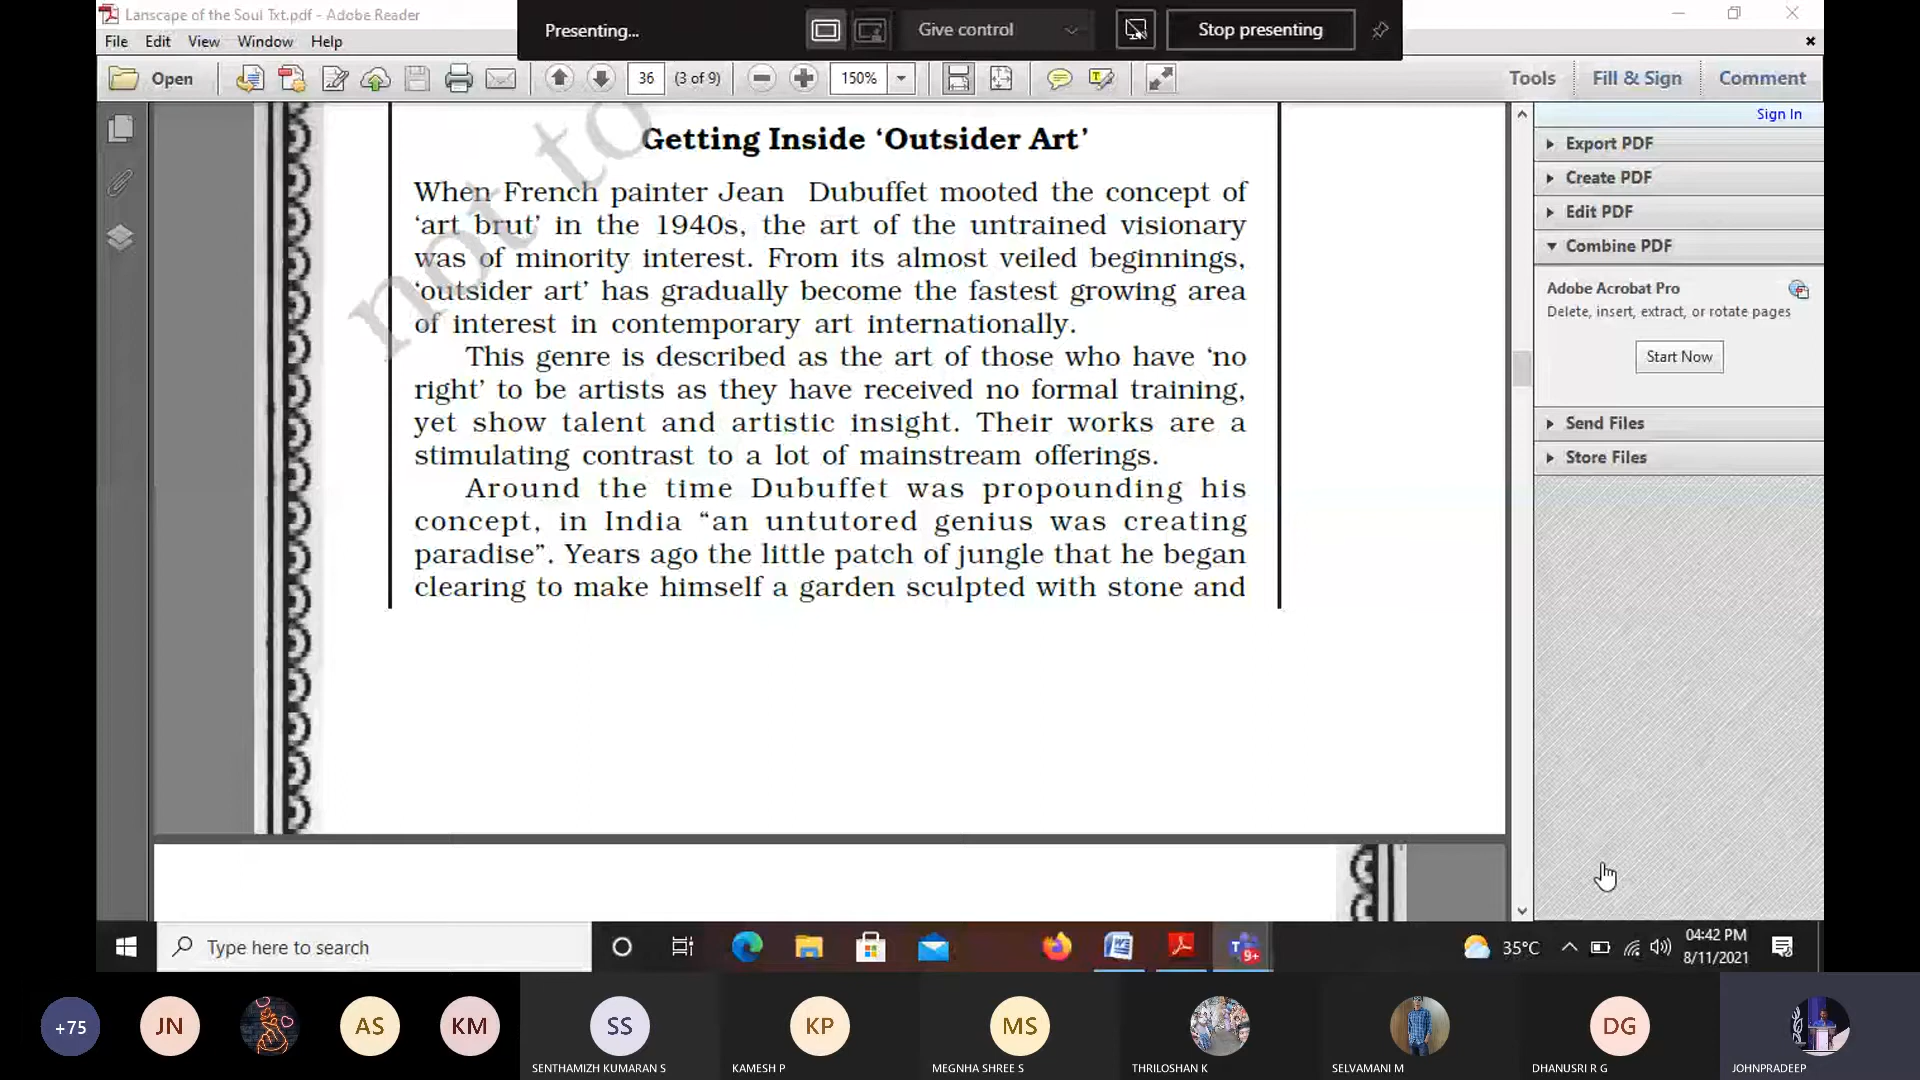 Lanscape of the Soul Txt.pdf - Adobe Reader
File Edit View Window Help
Presenting...
Give control
Stop presenting
Open
36 (3 of 9)
150%
Tools
Fill & Sign
Comment
Sign In
Export PDF
Create PDF
Edit PDF
Combine PDF
Adobe Acrobat Pro
Delete, insert, extract, or rotate pages
Start Now
Send Files
Store Files
not to
Getting Inside ‘Outsider Art’
When French painter Jean Dubuffet mooted the concept of
‘art brut’ in the 1940s, the art of the untrained visionary
was of minority interest. From its almost veiled beginnings,
‘outsider art’ has gradually become the fastest growing area
of interest in contemporary art internationally.
This genre is described as the art of those who have ‘no
right’ to be artists as they have received no formal training,
yet show talent and artistic insight. Their works are a
stimulating contrast to a lot of mainstream offerings.
Around the time Dubuffet was propounding his
concept, in India “an untutored genius was creating
paradise”. Years ago the little patch of jungle that he began
clearing to make himself a garden sculpted with stone and
Type here to search
9+
35°C
04:42 PM
8/11/2021
+75
JN
AS
KM
SS
KP
MS
DG
SENTHAMIZH KUMARAN S
KAMESH P
MEGNHA SHREE S
THRILOSHAN K
SELVAMANI M
DHANUSRI R G
JOHNPRADEEP